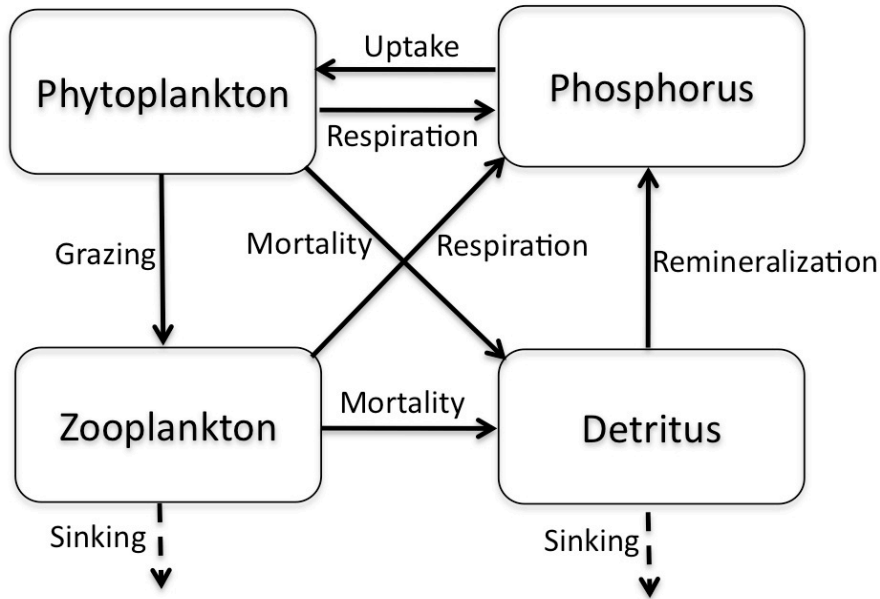 Uptake
Phytoplankton
Phosphorus
Respiration
Grazing
Mortality
Respiration
Remineralization
Zooplankton
Mortality
Detritus
Sinking
Sinking